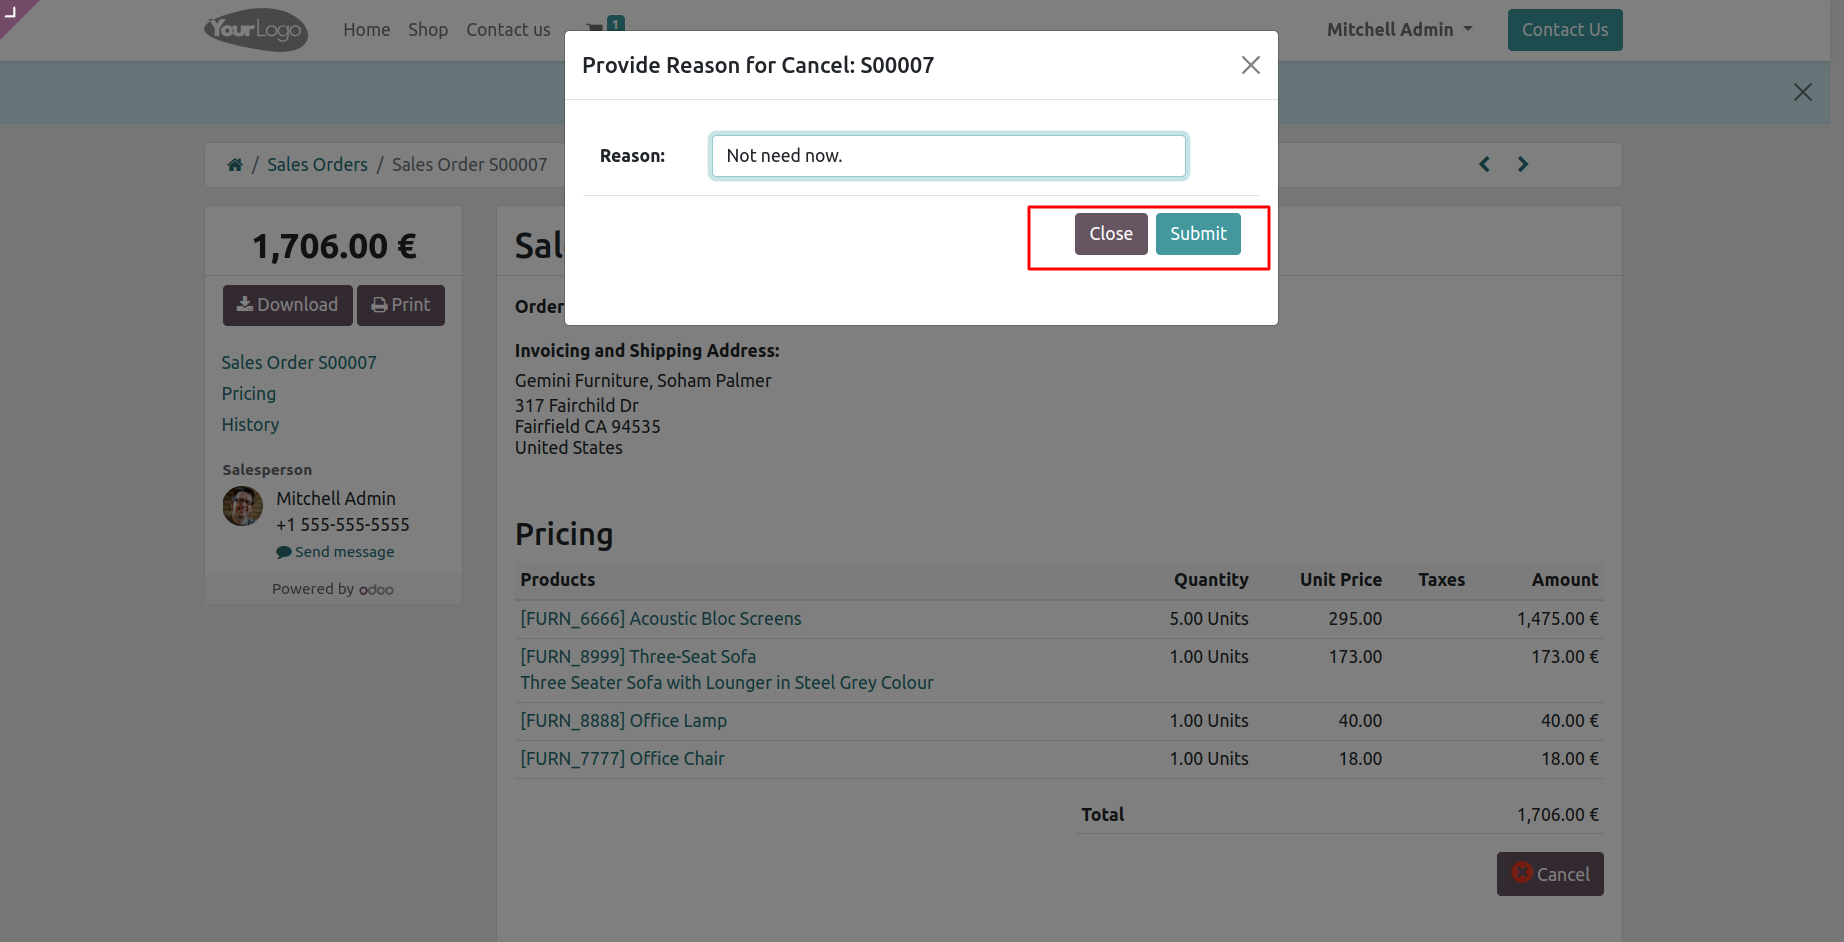 YourLogo
Home Shop Contact us 1 Mitchell Admin Contact Us
Provide Reason for Cancel: S00007
Reason: Not need now.
Close Submit
/ Sales Orders / Sales Order S00007
1,706.00 €
Download Print
Sales Order S00007
Pricing
History
Salesperson
Mitchell Admin
+1 555-555-5555
Send message
Powered by odoo
Sal
Order
Invoicing and Shipping Address:
Gemini Furniture, Soham Palmer
317 Fairchild Dr
Fairfield CA 94535
United States
Pricing
Products Quantity Unit Price Taxes Amount
[FURN_6666] Acoustic Bloc Screens 5.00 Units 295.00 1,475.00 €
[FURN_8999] Three-Seat Sofa 1.00 Units 173.00 173.00 €
Three Seater Sofa with Lounger in Steel Grey Colour
[FURN_8888] Office Lamp 1.00 Units 40.00 40.00 €
[FURN_7777] Office Chair 1.00 Units 18.00 18.00 €
Total 1,706.00 €
Cancel